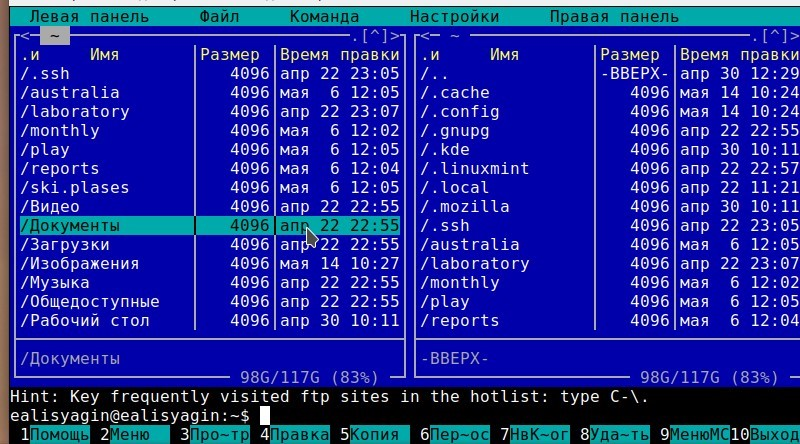 Левая панель Файл Команда Настройки Правая панель
<─ ~ .[^]> <─ ~ .[^]>
.и Имя Размер Время правки .и Имя Размер Время правки
/.ssh 4096 апр 22 23:05 /.. -ВВЕРХ- апр 30 12:29
/australia 4096 мая 6 12:05 /.cache 4096 мая 14 10:24
/laboratory 4096 апр 22 23:07 /.config 4096 мая 14 10:24
/monthly 4096 мая 6 12:02 /.gnupg 4096 апр 22 22:55
/play 4096 мая 6 12:05 /.kde 4096 апр 30 10:11
/reports 4096 мая 6 12:04 /.linuxmint 4096 апр 22 22:57
/ski.plases 4096 мая 6 12:05 /.local 4096 апр 22 11:21
/Видео 4096 апр 22 22:55 /.mozilla 4096 апр 30 10:11
/Документы 4096 апр 22 22:55 /.ssh 4096 апр 22 23:05
/Загрузки 4096 апр 22 22:55 /australia 4096 мая 6 12:05
/Изображения 4096 мая 14 10:27 /laboratory 4096 апр 22 23:07
/Музыка 4096 апр 22 22:55 /monthly 4096 мая 6 12:02
/Общедоступные 4096 апр 22 22:55 /play 4096 мая 6 12:05
/Рабочий стол 4096 апр 30 10:11 /reports 4096 мая 6 12:04
/Документы -ВВЕРХ-
98G/117G (83%) 98G/117G (83%)
Hint: Key frequently visited ftp sites in the hotlist: type C-\.
ealisyagin@ealisyagin:~$
1Помощь 2Меню 3Про~тр 4Правка 5Копия 6Пер~ос 7НвК~ог 8Уда~ть 9МенюMC 10Выход